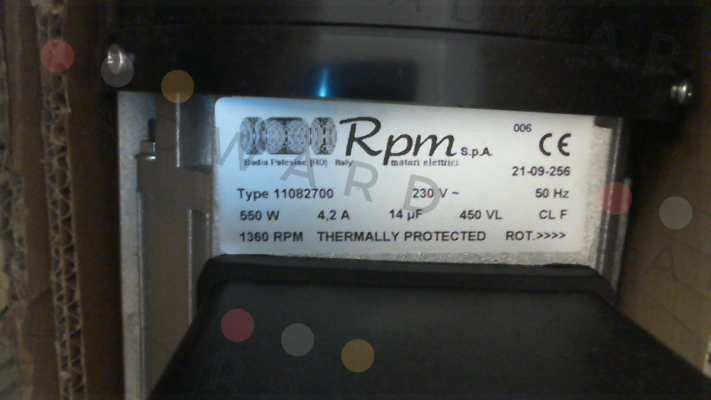 Rpm S.p.A.
006
CE
Badia Polesine (RO) Italy motori elettrici
21-09-256
Type 11082700 230 V ~ 50 Hz
550 W 4,2 A 14 µF 450 VL CL F
1360 RPM THERMALLY PROTECTED ROT.>>>>